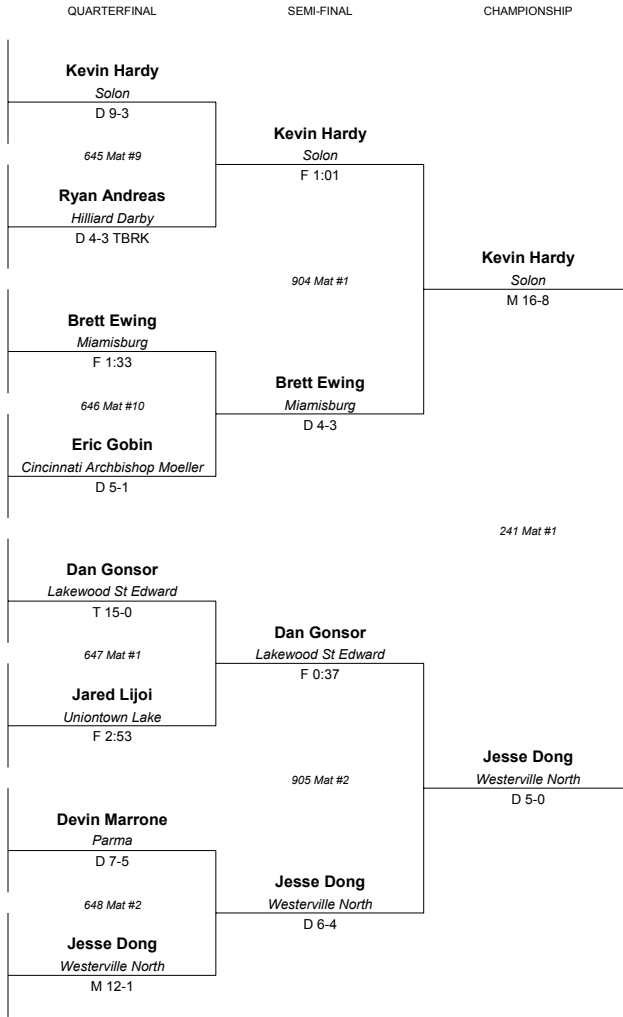 QUARTERFINAL SEMI-FINAL CHAMPIONSHIP
Kevin Hardy
Solon
D 9-3
645 Mat #9
Ryan Andreas
Hilliard Darby
D 4-3 TBRK
Brett Ewing
Miamisburg
F 1:33
646 Mat #10
Eric Gobin
Cincinnati Archbishop Moeller
D 5-1
Dan Gonsor
Lakewood St Edward
T 15-0
647 Mat #1
Jared Lijoi
Uniontown Lake
F 2:53
Devin Marrone
Parma
D 7-5
648 Mat #2
Jesse Dong
Westerville North
M 12-1
Kevin Hardy
Solon
F 1:01
904 Mat #1
Brett Ewing
Miamisburg
D 4-3
Dan Gonsor
Lakewood St Edward
F 0:37
905 Mat #2
Jesse Dong
Westerville North
D 6-4
Kevin Hardy
Solon
M 16-8
241 Mat #1
Jesse Dong
Westerville North
D 5-0